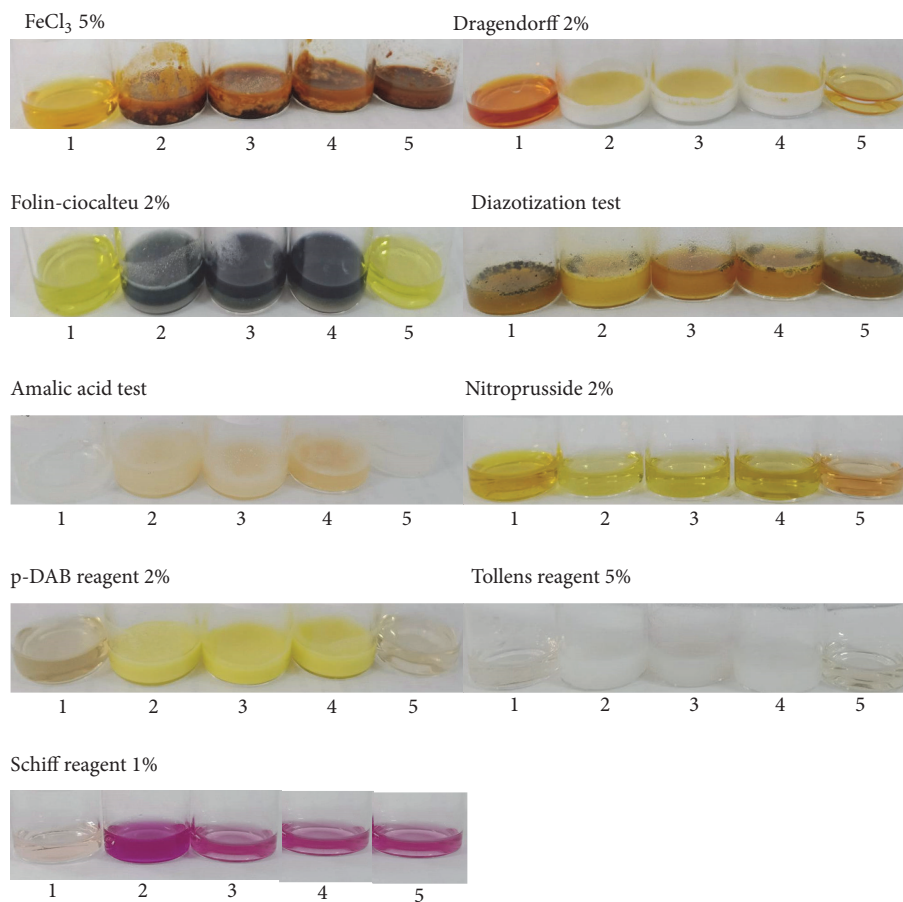 FeCl3 5%
1 2 3 4 5
Dragendorff 2%
1 2 3 4 5
Folin-ciocalteu 2%
1 2 3 4 5
Diazotization test
1 2 3 4 5
Amalic acid test
1 2 3 4 5
Nitroprusside 2%
1 2 3 4 5
p-DAB reagent 2%
1 2 3 4 5
Tollens reagent 5%
1 2 3 4 5
Schiff reagent 1%
1 2 3 4 5